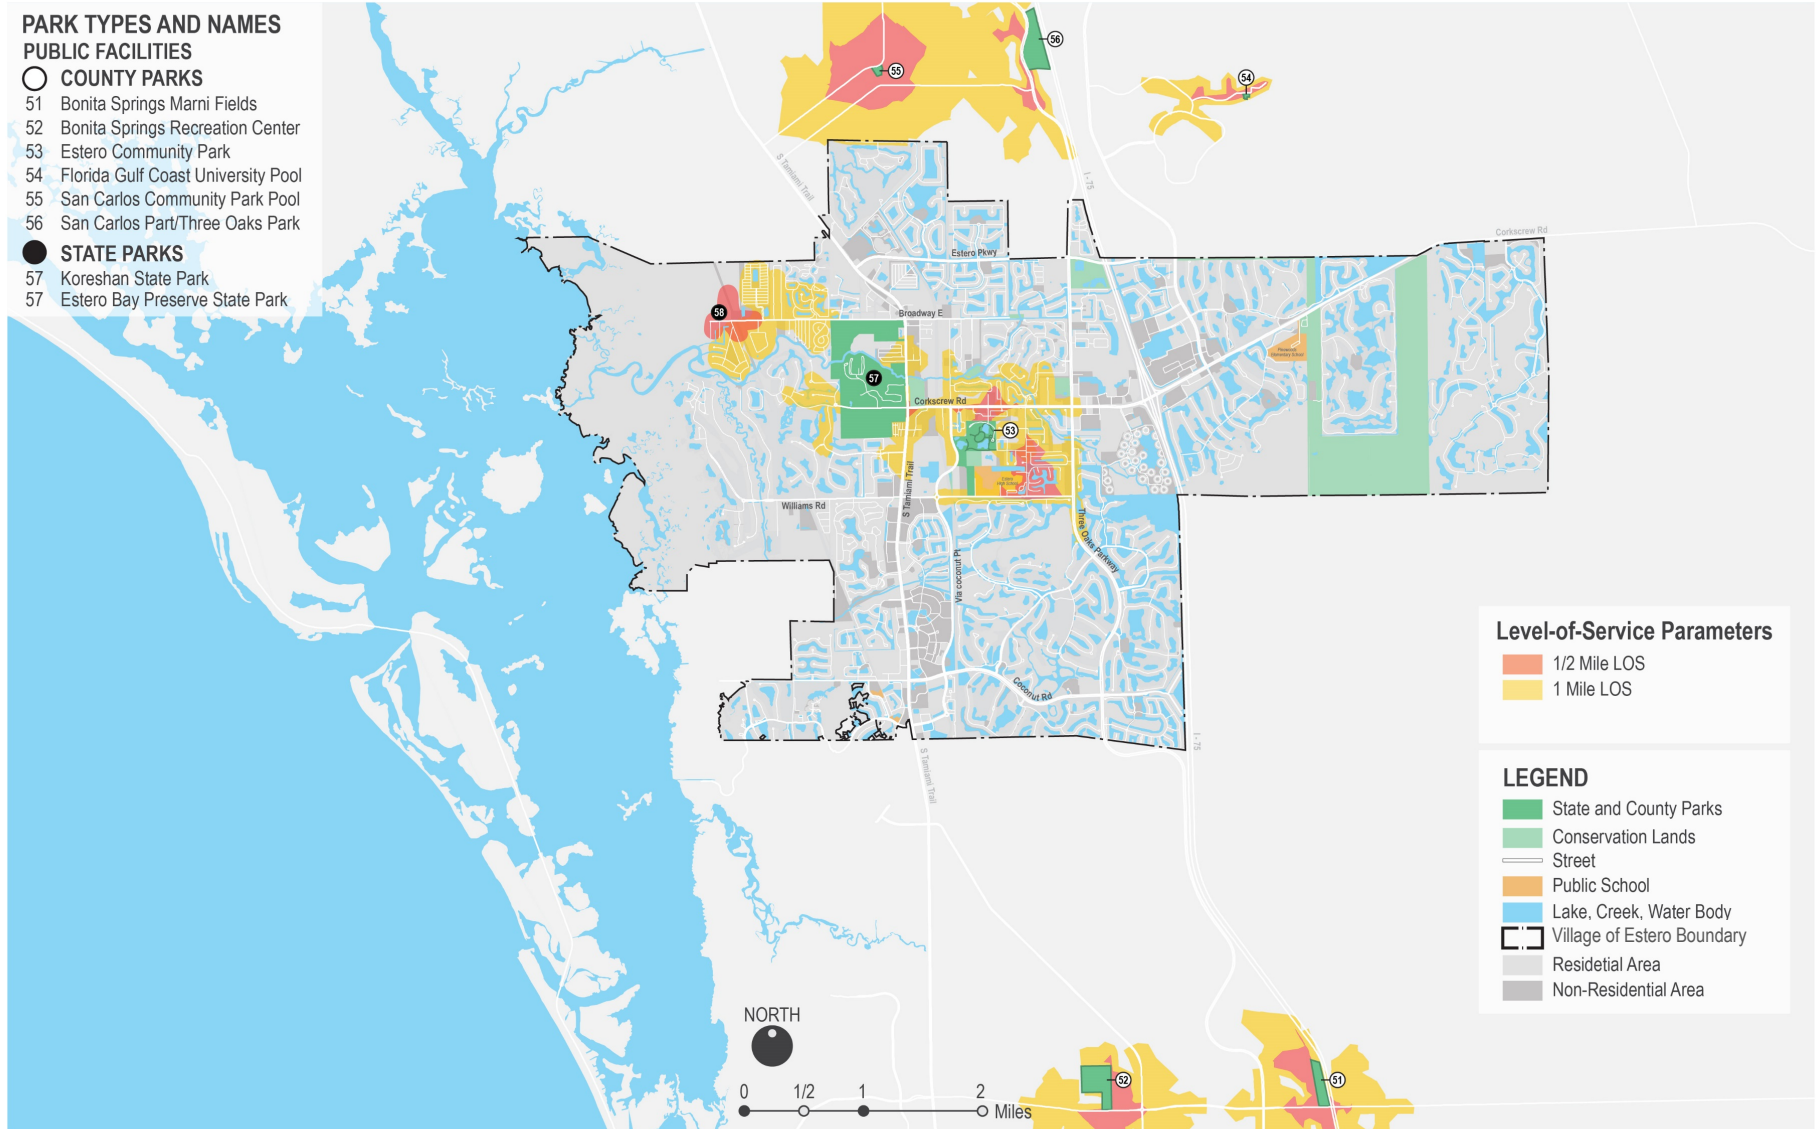 PARK TYPES AND NAMES
PUBLIC FACILITIES
COUNTY PARKS
51 Bonita Springs Marni Fields
52 Bonita Springs Recreation Center
53 Estero Community Park
54 Florida Gulf Coast University Pool
55 San Carlos Community Park Pool
56 San Carlos Part/Three Oaks Park
STATE PARKS
57 Koreshan State Park
57 Estero Bay Preserve State Park
56
55
54
S Tamiami Trail
I - 75
Corkscrew Rd
Estero Pkwy
58
Broadway E
Pinewoods
Elementary School
57
Corkscrew Rd
53
Estero
High School
S Tamiami Trail
Williams Rd
Three Oaks Parkway
Via coconut Pt
Coconut Rd
S Tamiami Trail
I - 75
Level-of-Service Parameters
1/2 Mile LOS
1 Mile LOS
LEGEND
State and County Parks
Conservation Lands
Street
Public School
Lake, Creek, Water Body
Village of Estero Boundary
Residetial Area
Non-Residential Area
NORTH
0 1/2 1 2
Miles
52
51